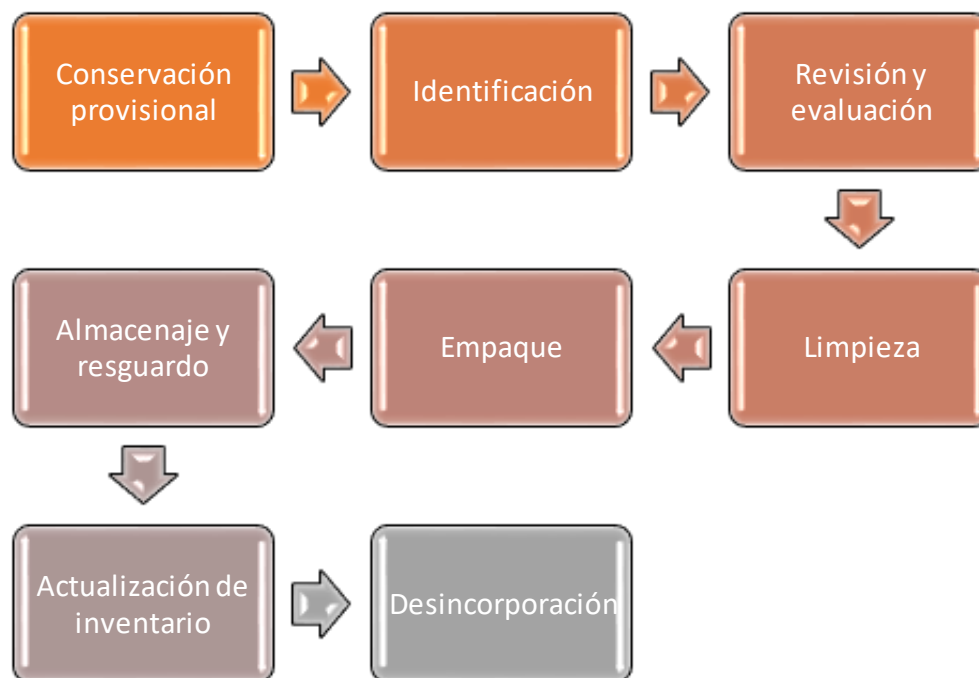 Conservación
provisional
Identificación
Revisión y
evaluación
Limpieza
Empaque
Almacenaje y
resguardo
Actualización de
inventario
Desincorporación